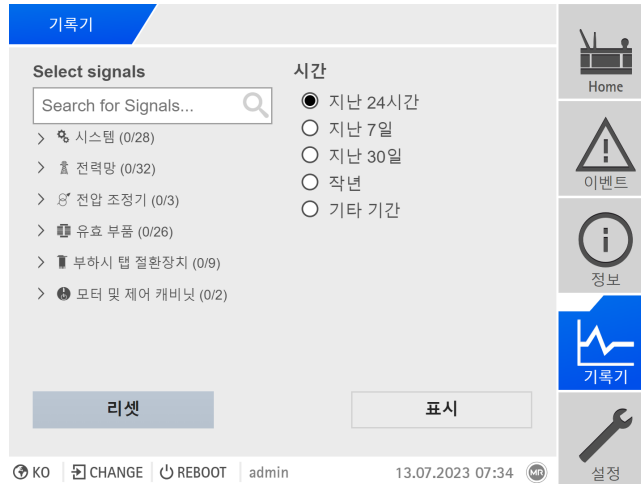 기록기
Select signals
Search for Signals...
시스템 (0/28)
전력망 (0/32)
전압 조정기 (0/3)
유효 부품 (0/26)
부하시 탭 절환장치 (0/9)
모터 및 제어 캐비닛 (0/2)
시간
지난 24시간
지난 7일
지난 30일
작년
기타 기간
리셋
표시
Home
이벤트
정보
기록기
설정
KO CHANGE REBOOT admin 13.07.2023 07:34 MR